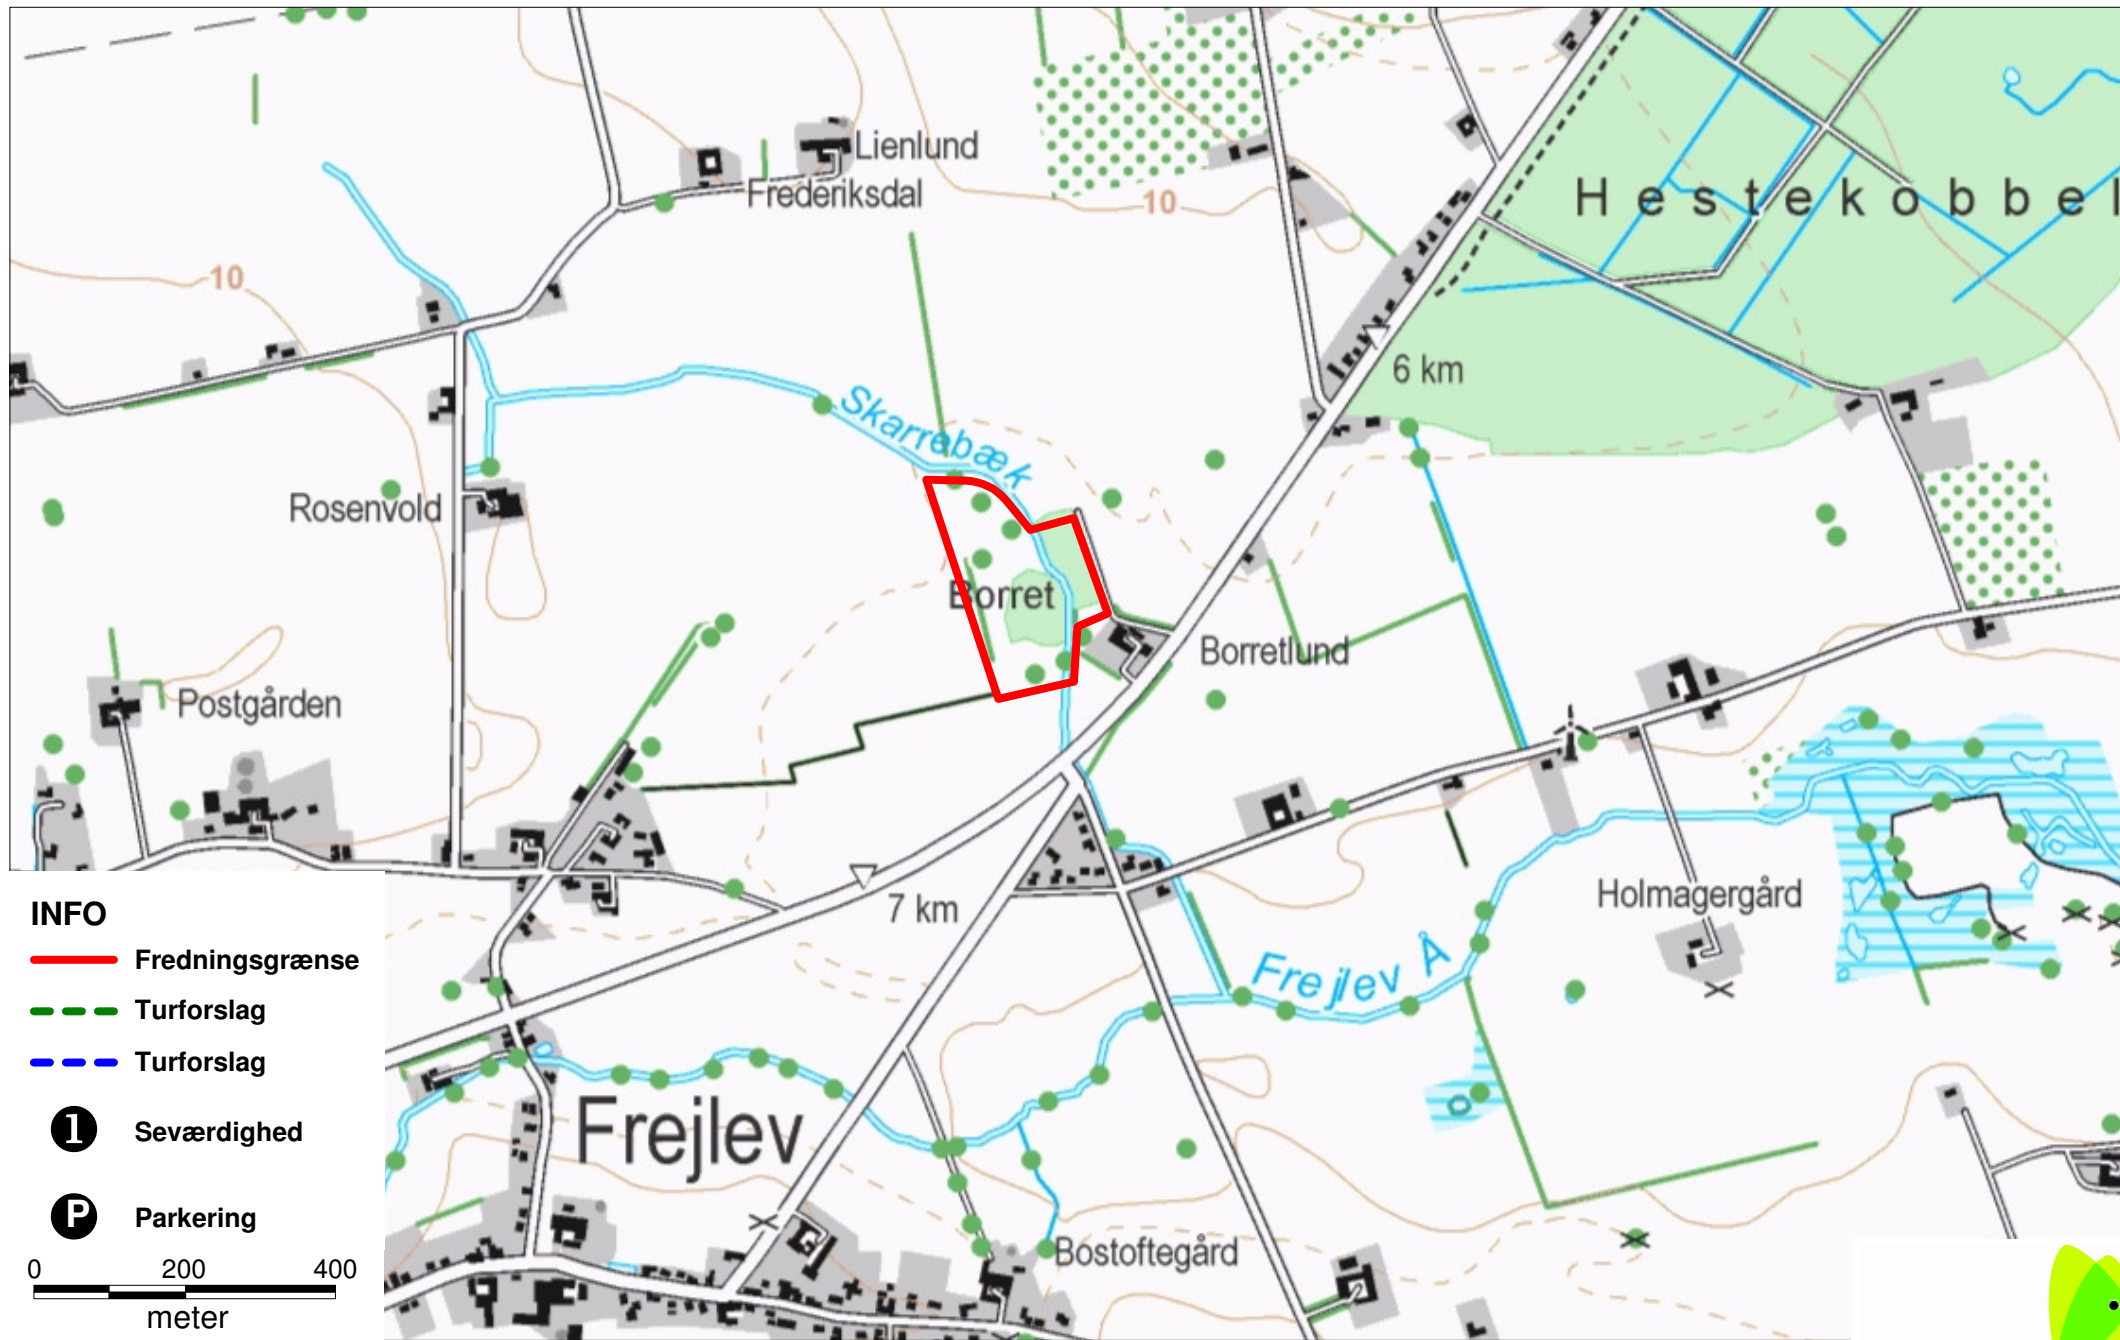 Lienlund
Frederiksdal
10
Hestekobbel
10
6 km
Skarrebæk
Rosenvold
Borret
Borretlund
Postgården
Holmagergård
7 km
Frejlev Å
Frejlev
Bostoftegård
INFO
Fredningsgrænse
Turforslag
Turforslag
1 Seværdighed
P Parkering
0 200 400
meter